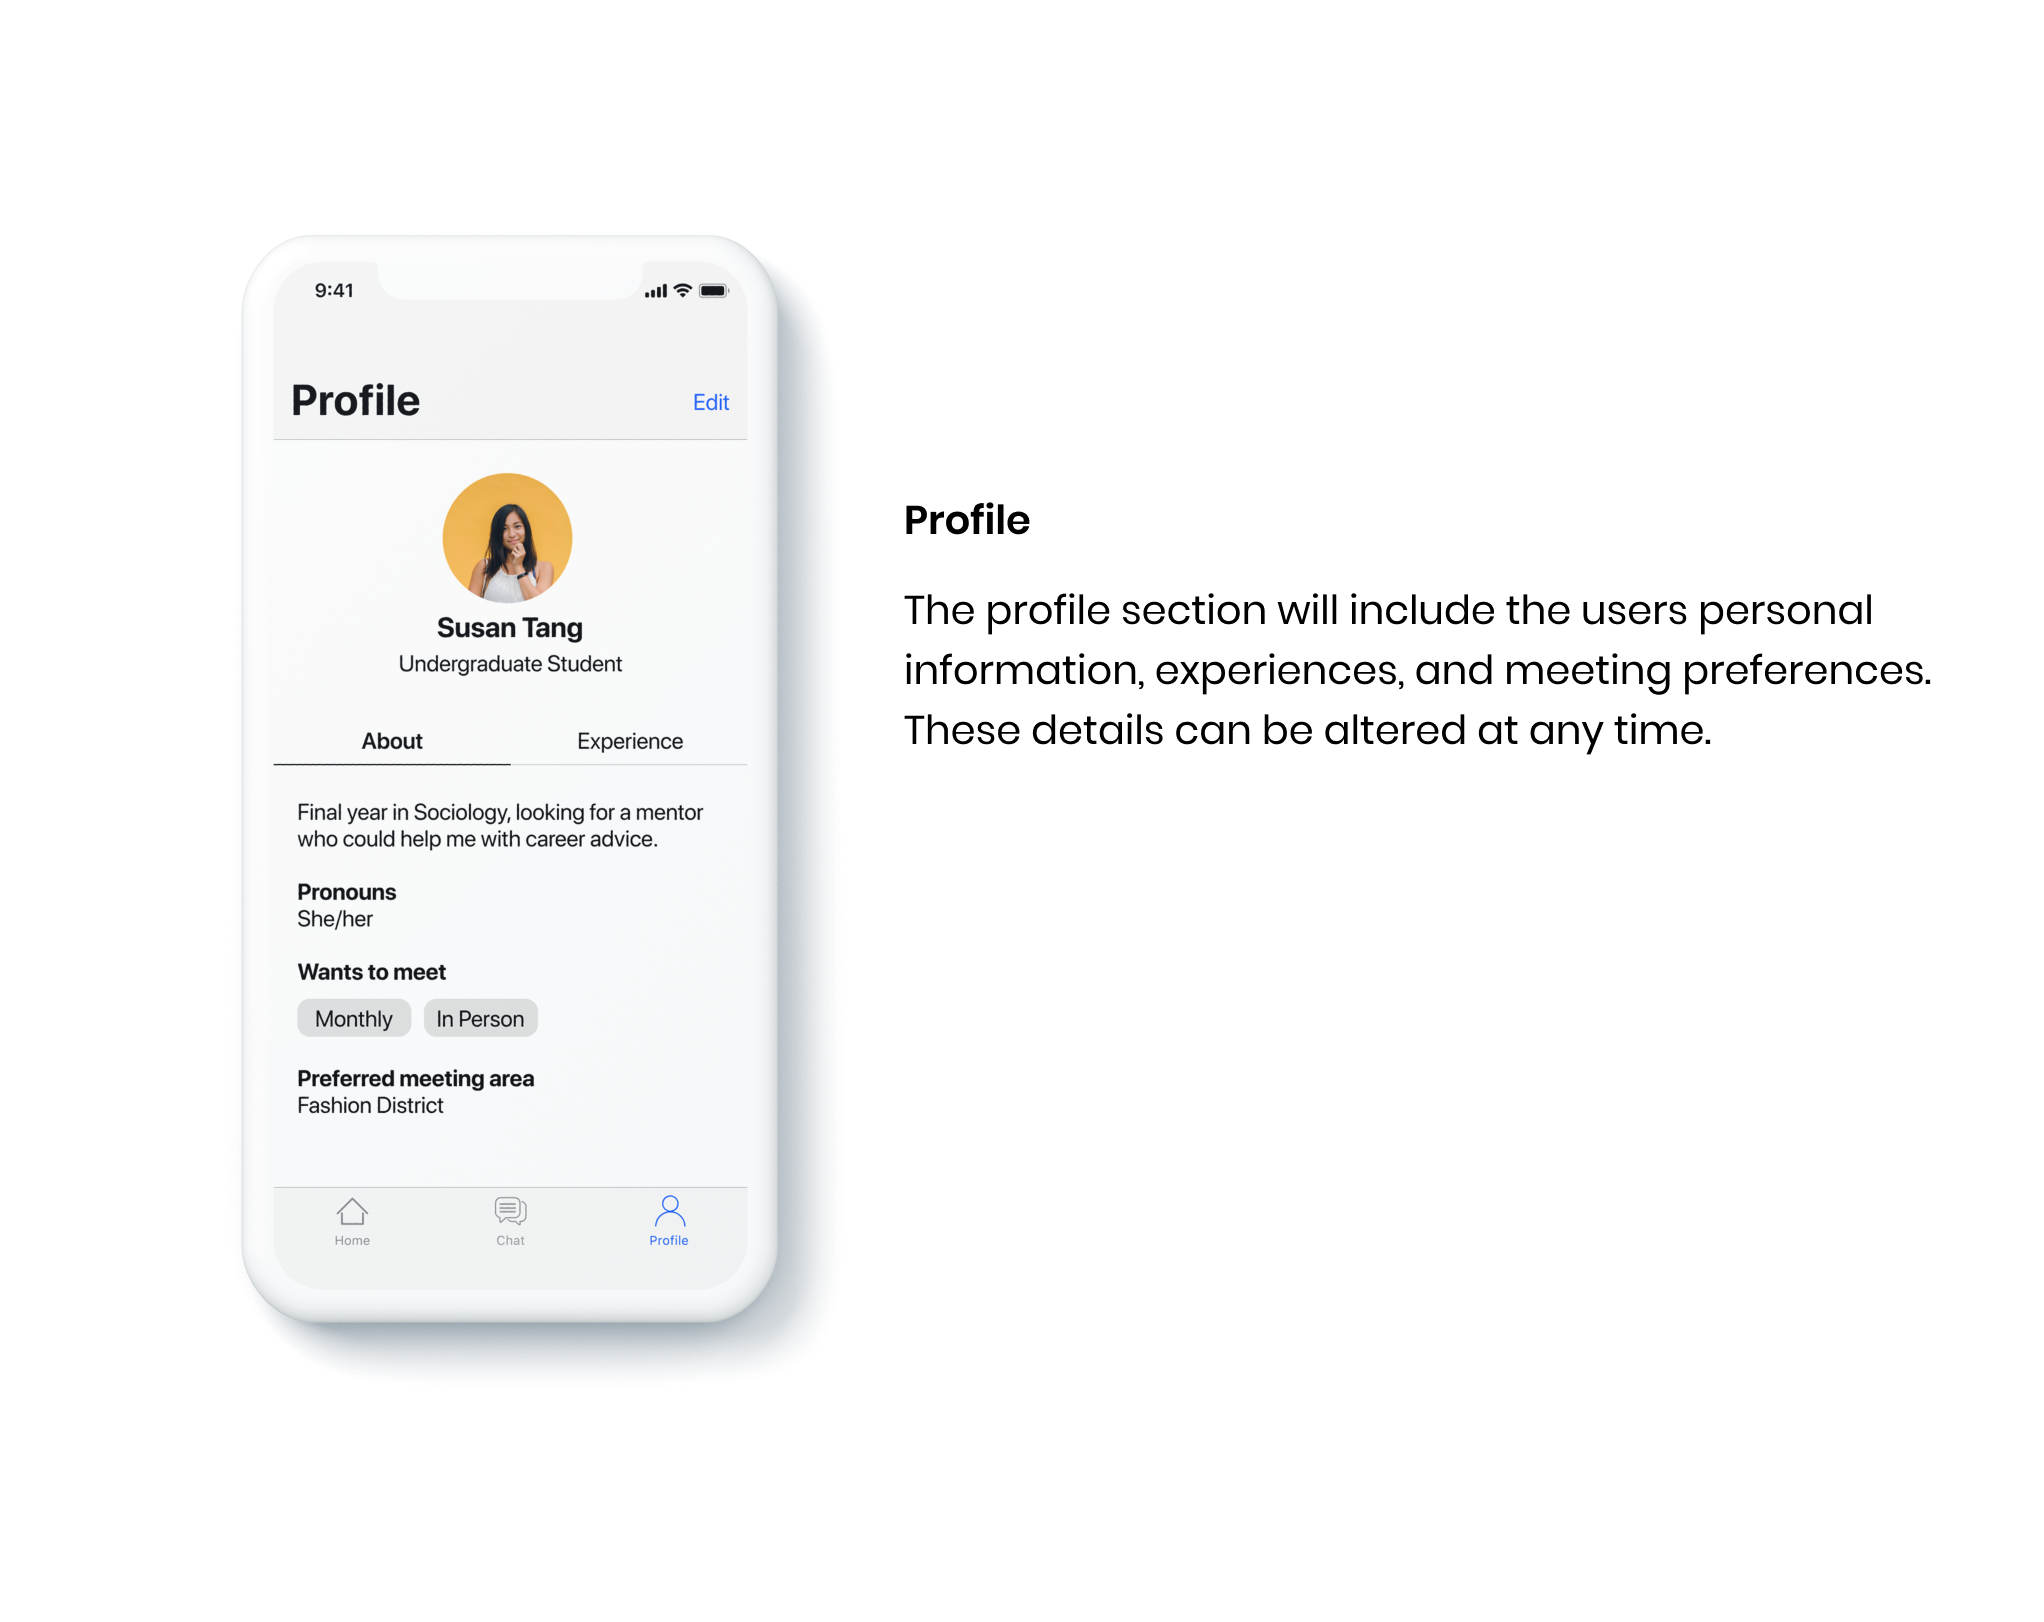 9:41
Profile
Edit
Susan Tang
Undergraduate Student
About
Experience
Final year in Sociology, looking for a mentor
who could help me with career advice.
Pronouns
She/her
Wants to meet
Monthly
In Person
Preferred meeting area
Fashion District
Home
Chat
Profile
Profile
The profile section will include the users personal
information, experiences, and meeting preferences.
These details can be altered at any time.